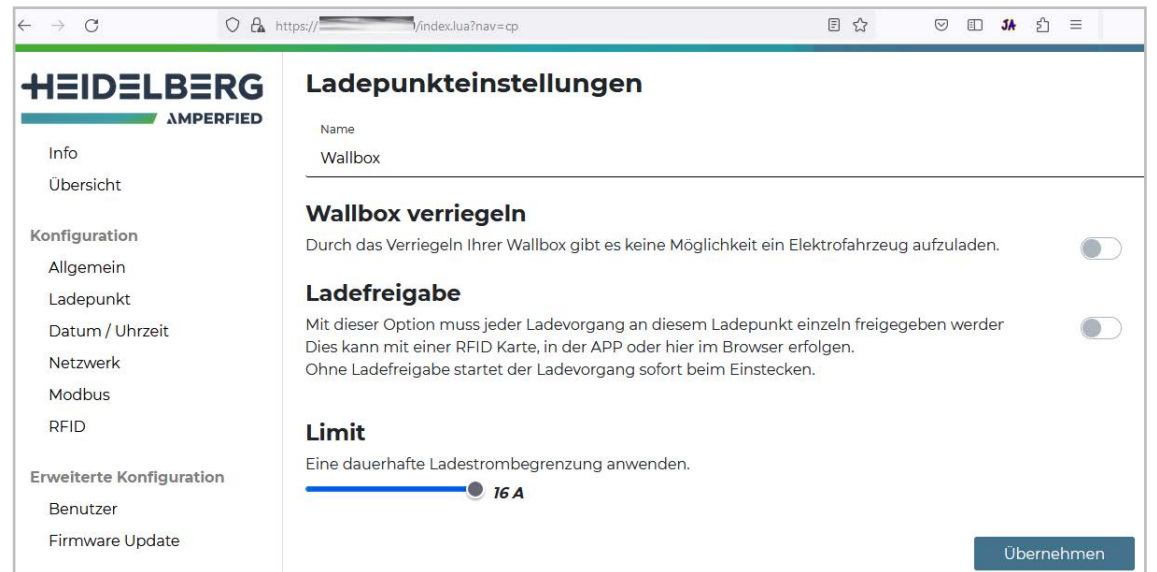 https://
/index.lua?nav=cp
JA
HEIDELBERG
AMPERFIED
Info
Übersicht
Konfiguration
Allgemein
Ladepunkt
Datum / Uhrzeit
Netzwerk
Modbus
RFID
Erweiterte Konfiguration
Benutzer
Firmware Update
Ladepunkteinstellungen
Name
Wallbox
Wallbox verriegeln
Durch das Verriegeln Ihrer Wallbox gibt es keine Möglichkeit ein Elektrofahrzeug aufzuladen.
Ladefreigabe
Mit dieser Option muss jeder Ladevorgang an diesem Ladepunkt einzeln freigegeben werder
Dies kann mit einer RFID Karte, in der APP oder hier im Browser erfolgen.
Ohne Ladefreigabe startet der Ladevorgang sofort beim Einstecken.
Limit
Eine dauerhafte Ladestrombegrenzung anwenden.
16 A
Übernehmen